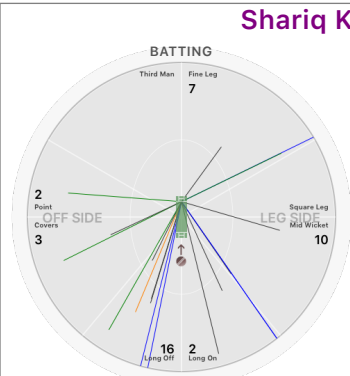 Shariq K
BATTING
Third Man
Fine Leg
7
2
Point
OFF SIDE
Covers
3
Square Leg
LEG SIDE
Mid Wicket
10
16
Long Off
2
Long On